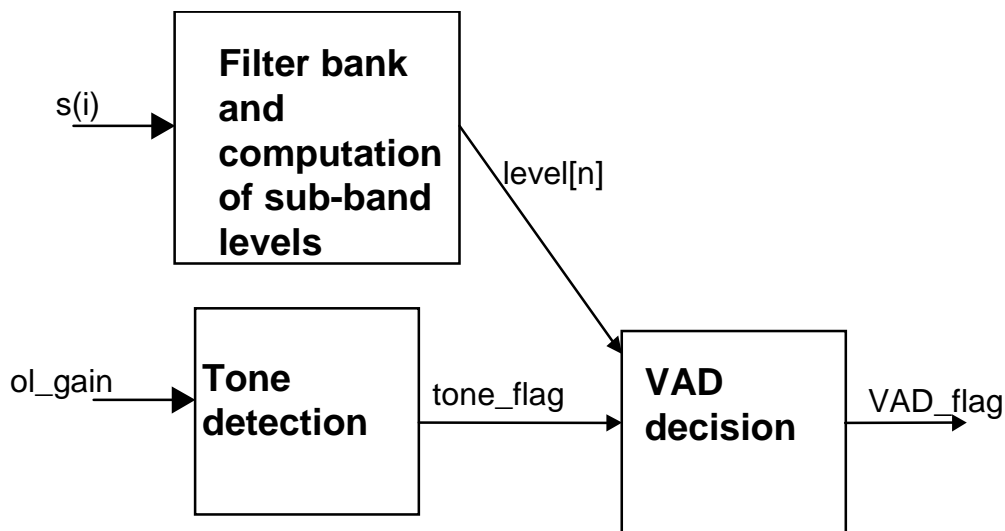 s(i)
Filter bank
and
computation
of sub-band
levels
level[n]
ol_gain
Tone
detection
tone_flag
VAD
decision
VAD_flag